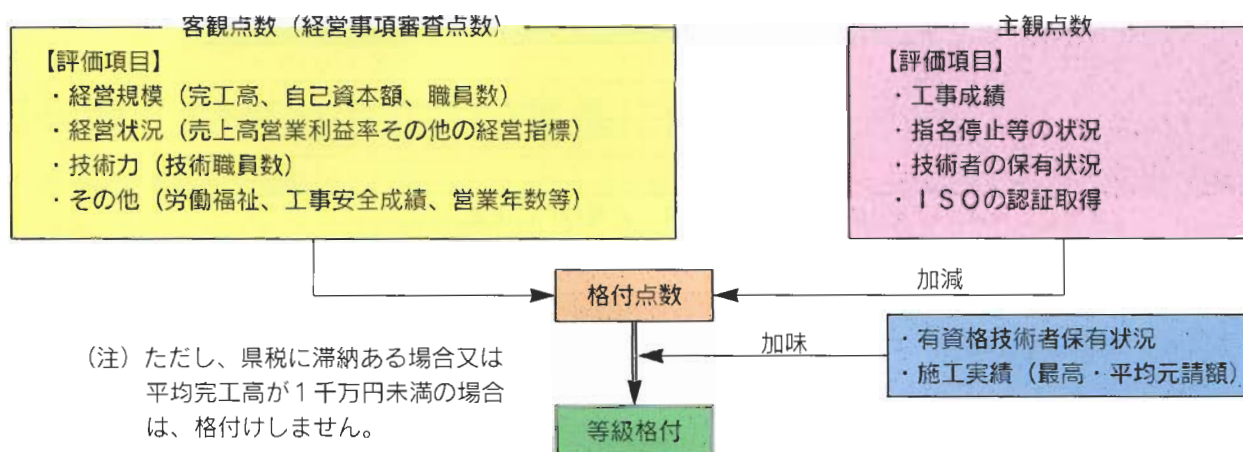 客観点数（経営事項審査点数）
【評価項目】
・経営規模（完工高、自己資本額、職員数）
・経営状況（売上高営業利益率その他の経営指標）
・技術力（技術職員数）
・その他（労働福祉、工事安全成績、営業年数等）
主観点数
【評価項目】
・工事成績
・指名停止等の状況
・技術者の保有状況
・ＩＳＯの認証取得
格付点数
加減
加味
・有資格技術者保有状況
・施工実績（最高・平均元請額）
（注）ただし、県税に滞納ある場合又は
平均完工高が１千万円未満の場合
は、格付けしません。
等級格付